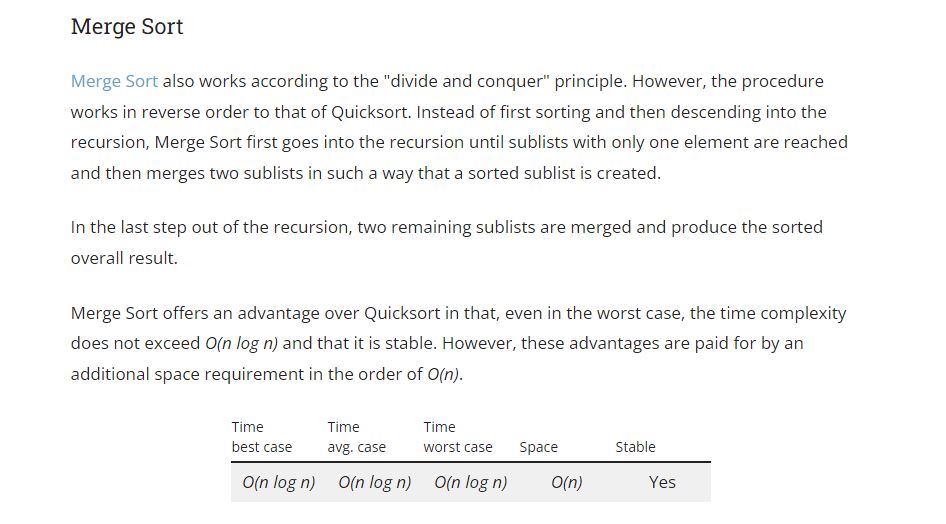 Merge Sort
Merge Sort also works according to the "divide and conquer" principle. However, the procedure
works in reverse order to that of Quicksort. Instead of first sorting and then descending into the
recursion, Merge Sort first goes into the recursion until sublists with only one element are reached
and then merges two sublists in such a way that a sorted sublist is created.
In the last step out of the recursion, two remaining sublists are merged and produce the sorted
overall result.
Merge Sort offers an advantage over Quicksort in that, even in the worst case, the time complexity
does not exceed O(n log n) and that it is stable. However, these advantages are paid for by an
additional space requirement in the order of O(n).
Time Time Time
best case avg. case worst case Space Stable
O(n log n) O(n log n) O(n log n) O(n) Yes